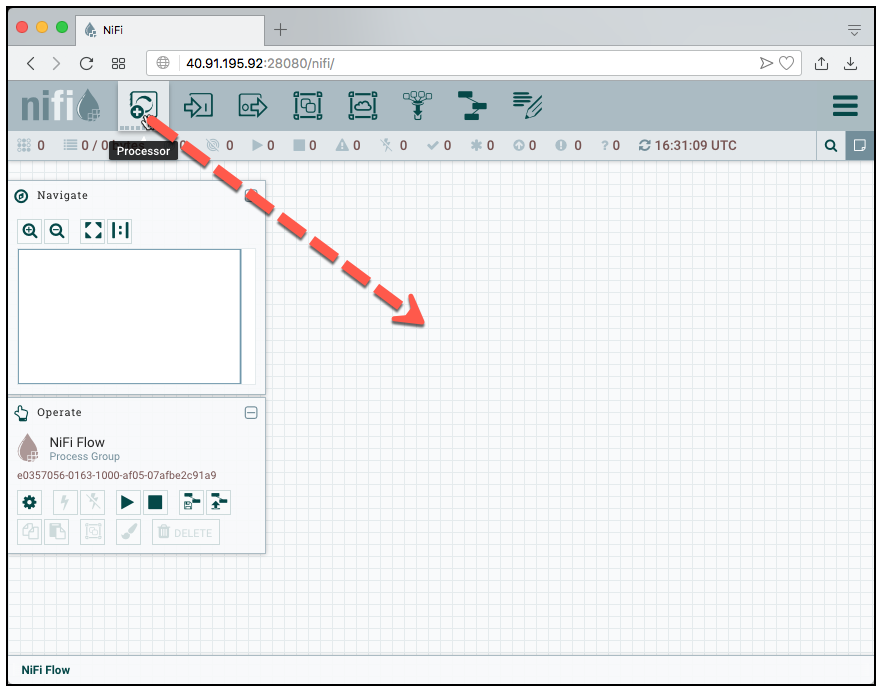 NiFi
40.91.195.92:28080/nifi/
nifi
0 0 / 0 0 0 0 0 0 0 0 0 0 0 ? 0 16:31:09 UTC
Processor
Navigate
Operate
NiFi Flow
Process Group
e0357056-0163-1000-af05-07afbe2c91a9
DELETE
NiFi Flow